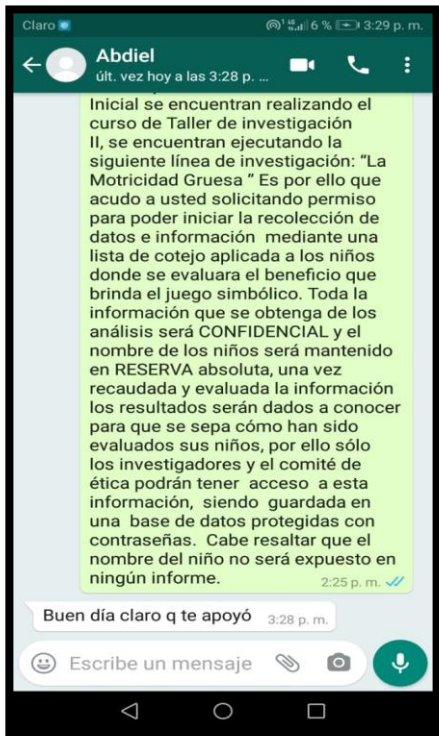 Claro 6 % 3:29 p. m.
Abdiel
últ. vez hoy a las 3:28 p. ...
Inicial se encuentran realizando el
curso de Taller de investigación
II, se encuentran ejecutando la
siguiente línea de investigación: “La
Motricidad Gruesa ” Es por ello que
acudo a usted solicitando permiso
para poder iniciar la recolección de
datos e información mediante una
lista de cotejo aplicada a los niños
donde se evaluara el beneficio que
brinda el juego simbólico. Toda la
información que se obtenga de los
análisis será CONFIDENCIAL y el
nombre de los niños será mantenido
en RESERVA absoluta, una vez
recaudada y evaluada la información
los resultados serán dados a conocer
para que se sepa cómo han sido
evaluados sus niños, por ello sólo
los investigadores y el comité de
ética podrán tener acceso a esta
información, siendo guardada en
una base de datos protegidas con
contraseñas. Cabe resaltar que el
nombre del niño no será expuesto en
ningún informe. 2:25 p. m.
Buen día claro q te apoyó 3:28 p. m.
Escribe un mensaje